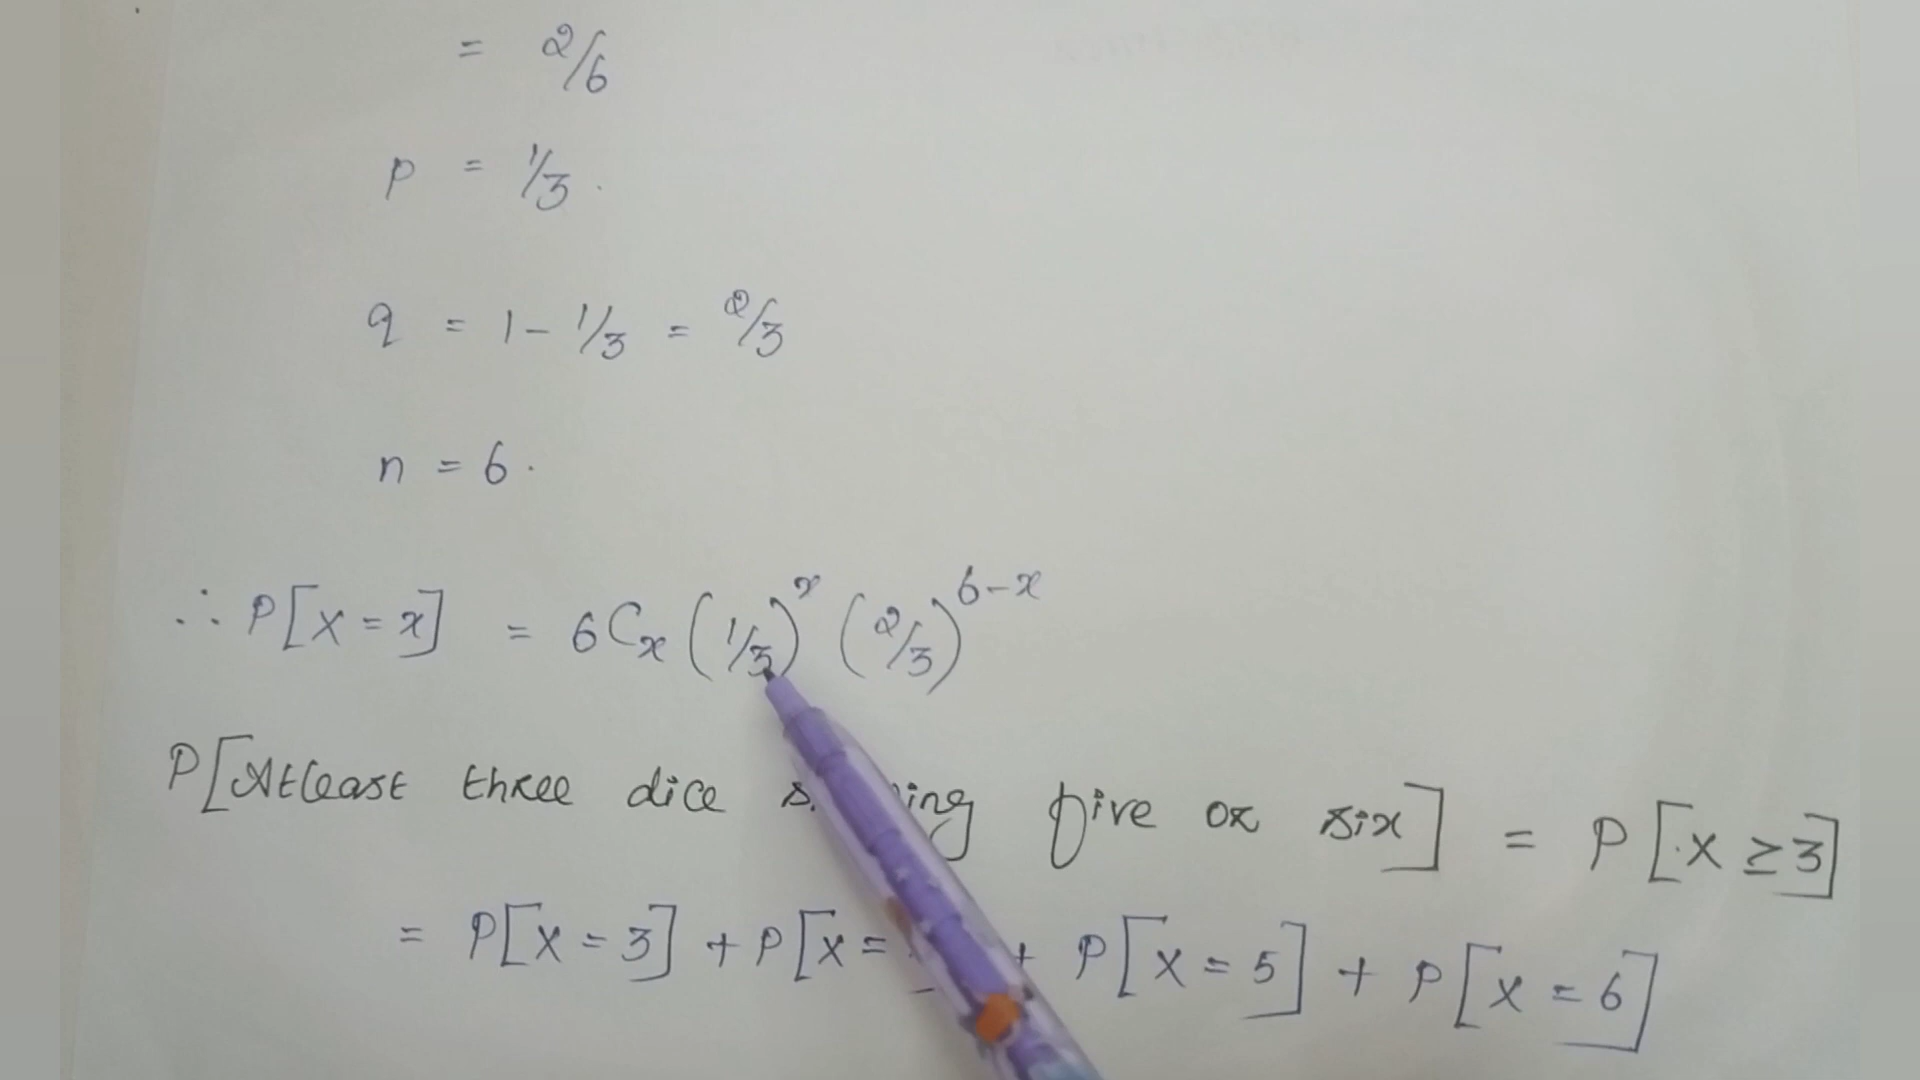 = 2/6
p = 1/3.
q = 1 - 1/3 = 2/3
n = 6.
∴ P[X = x] = 6Cx (1/3)^x (2/3)^6-x
P[Atleast three dice five or six] = P[X ≥ 3]
= P[X = 3] + P[X = + P[X = 5] + P[X = 6]